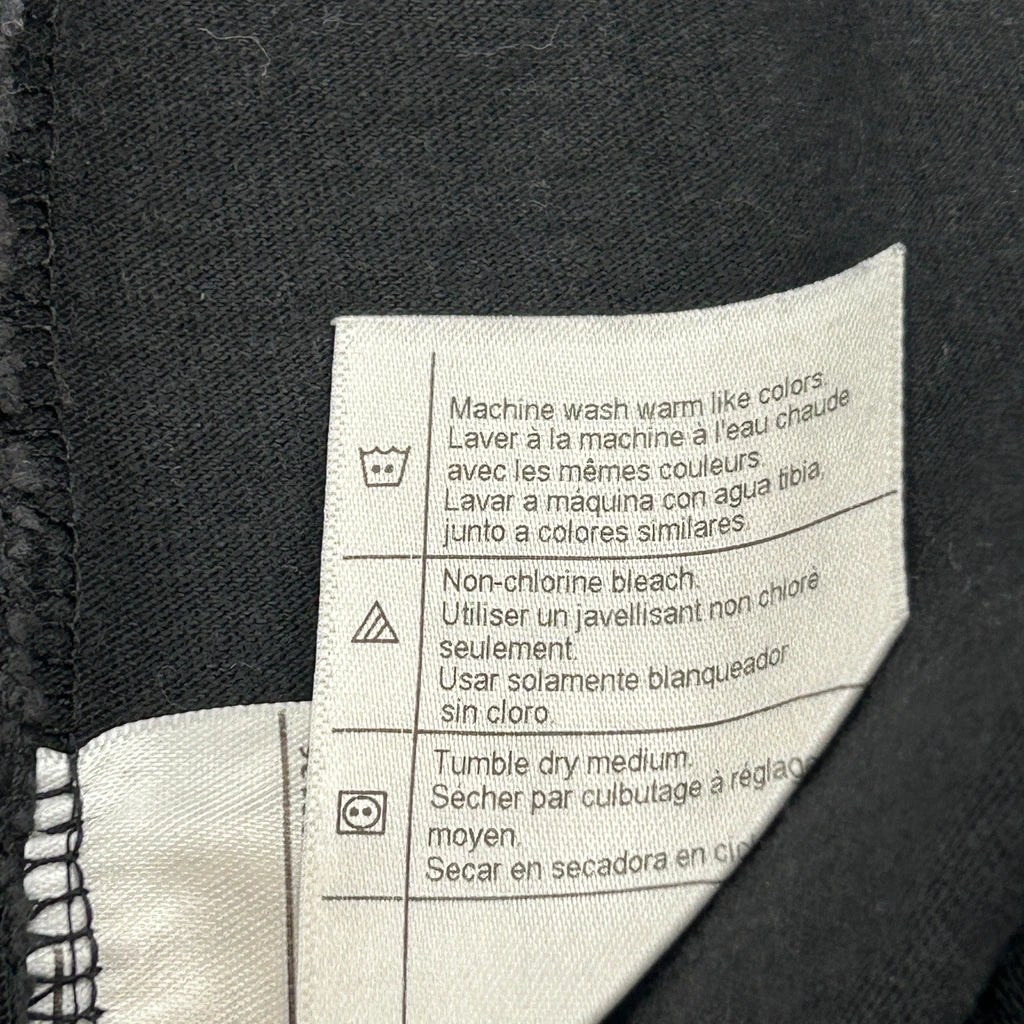 Machine wash warm like colors.
Laver à la machine à l'eau chaude
avec les mêmes couleurs.
Lavar a máquina con agua tibia,
junto a colores similares.
Non-chlorine bleach.
Utiliser un javellisant non chloré
seulement.
Usar solamente blanqueador
sin cloro.
Tumble dry medium.
Sécher par culbutage à
moyen.
Secar en secadora en